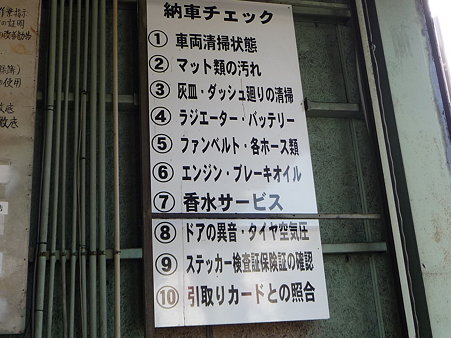 納車チェック
① 車両清掃状態
② マット類の汚れ
③ 灰皿・ダッシュ廻りの清掃
④ ラジエーター・バッテリー
⑤ ファンベルト・各ホース類
⑥ エンジン・ブレーキオイル
⑦ 香水サービス
⑧ ドアの異音・タイヤ空気圧
⑨ ステッカー検査証保険証の確認
⑩ 引取りカードとの照合